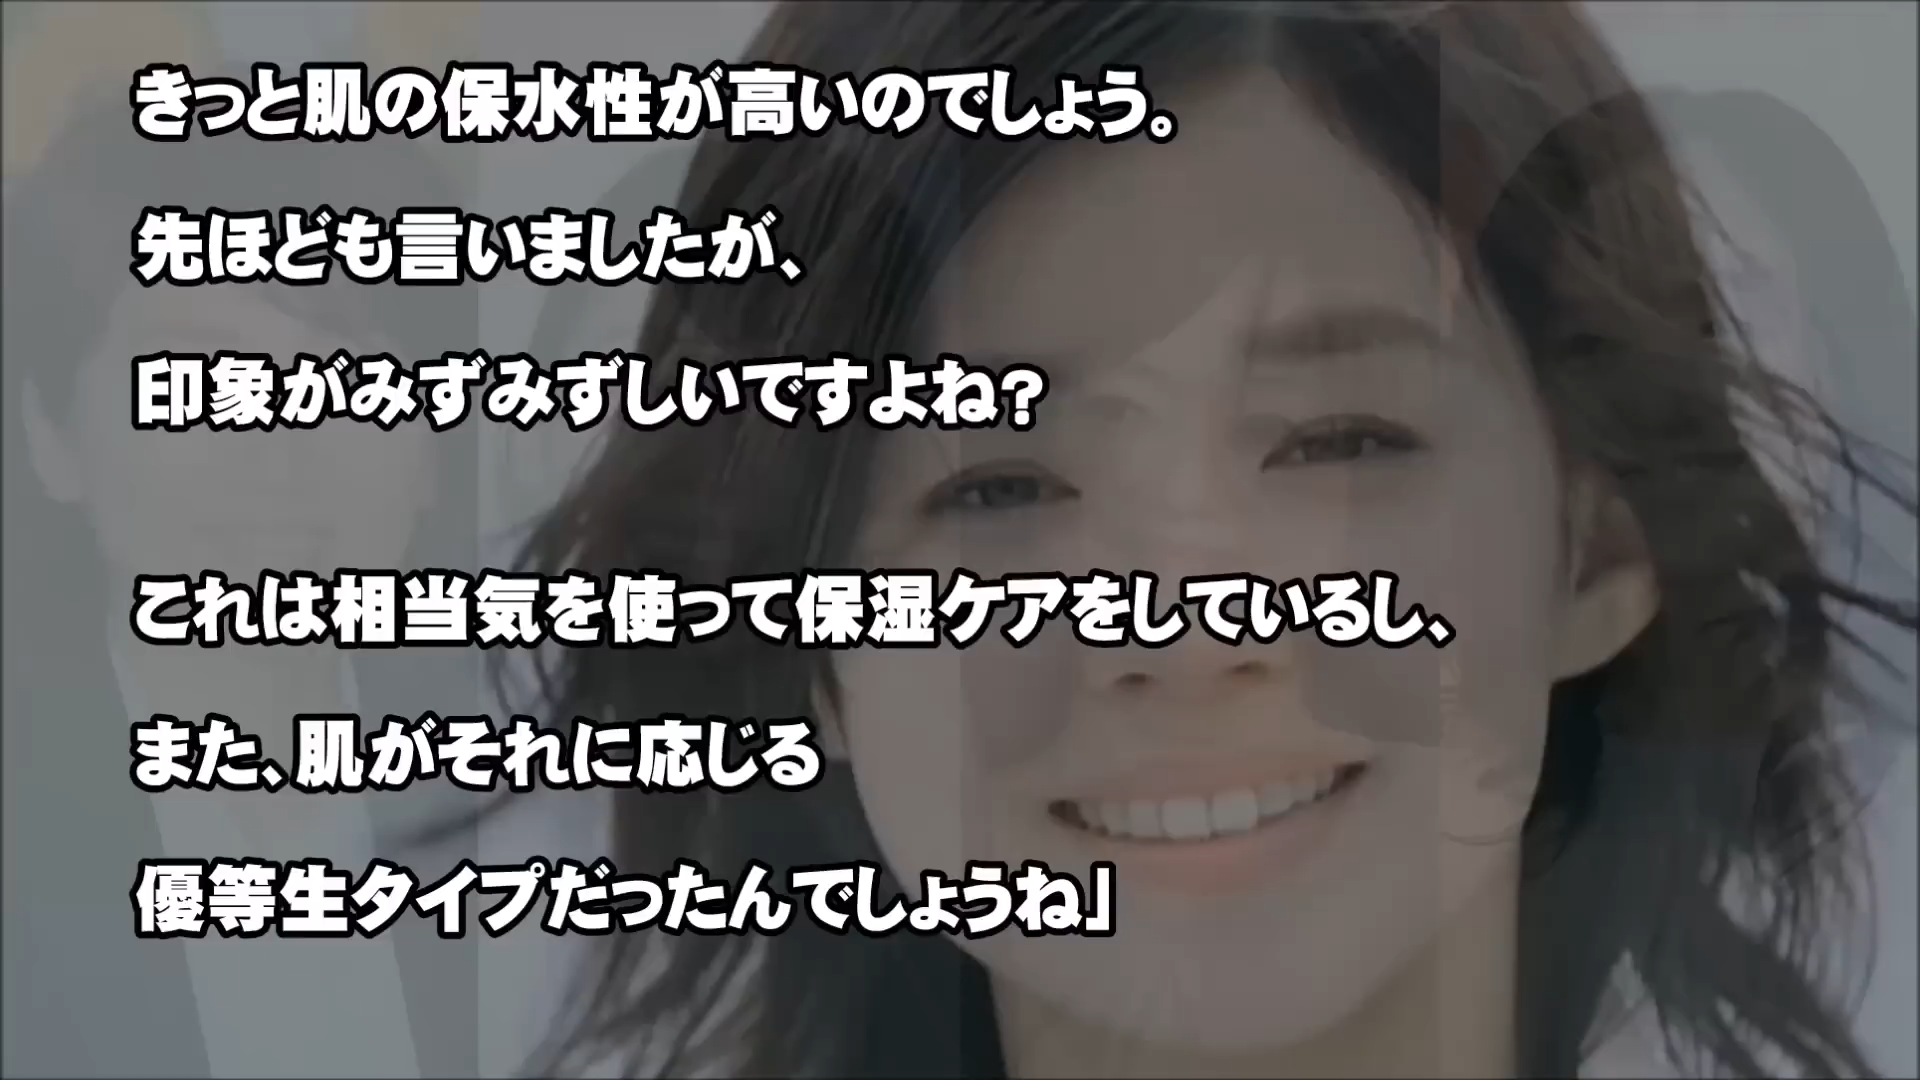 きっと肌の保水性が高いのでしょう。
先ほども言いましたが、
印象がみずみずしいですよね?
これは相当気を使って保湿ケアをしているし、
また、肌がそれに応じる
優等生タイプだったんでしょうね」